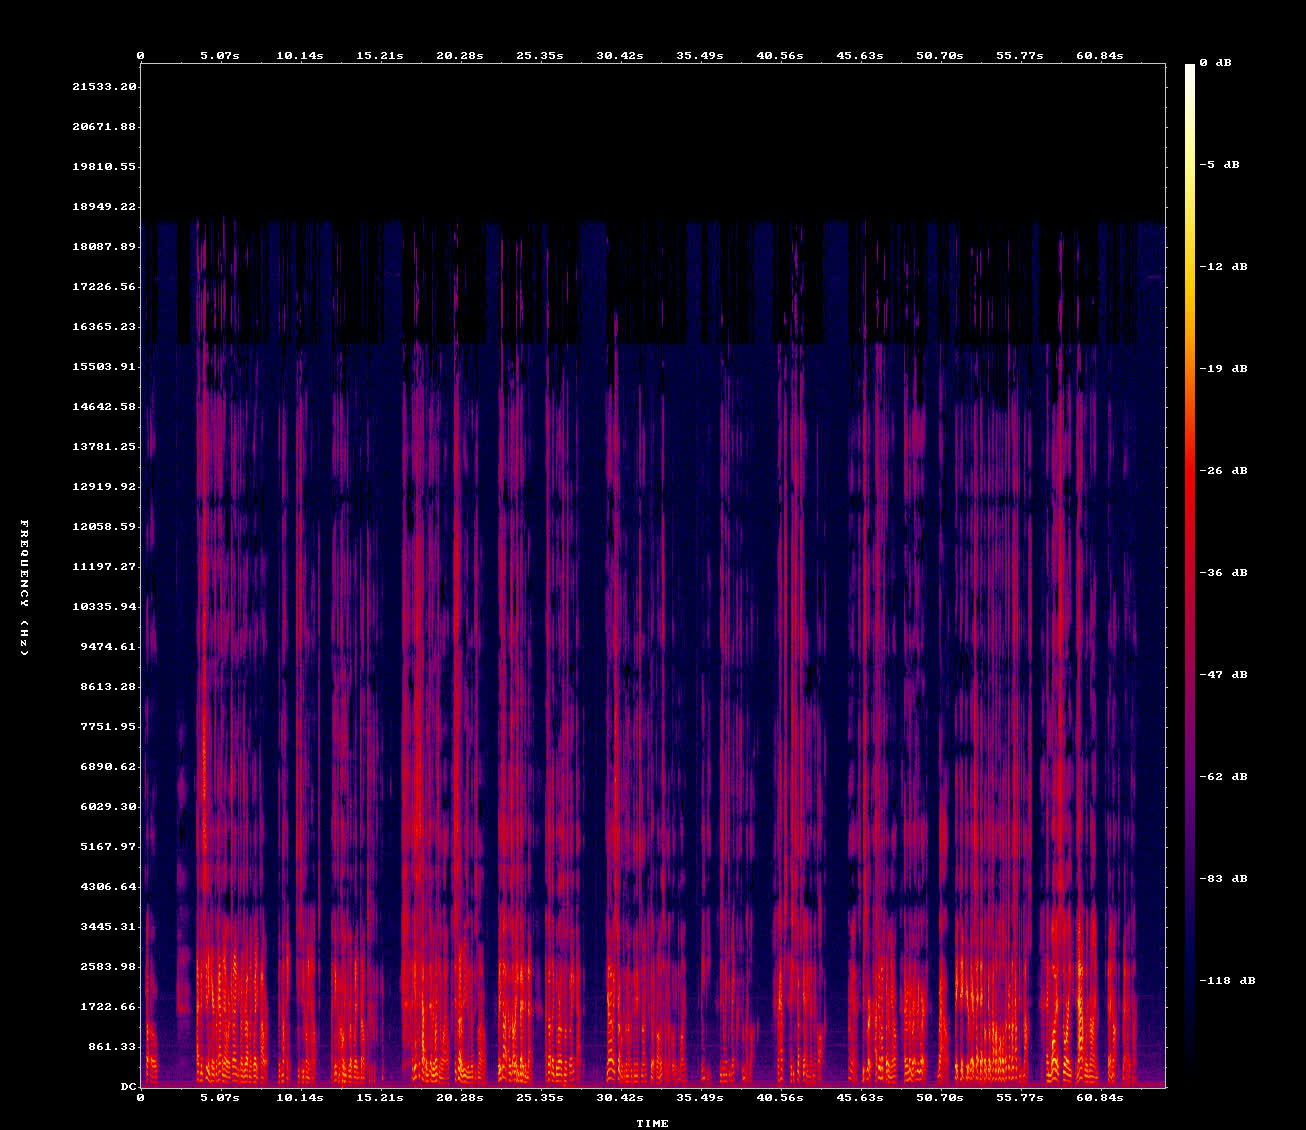 0 5.07s 10.14s 15.21s 20.28s 25.35s 30.42s 35.49s 40.56s 45.63s 50.70s 55.77s 60.84s
0 dB
21533.20
20671.88
19810.55
-5 dB
18949.22
18087.89
-12 dB
17226.56
16365.23
15503.91
-19 dB
14642.58
13781.25
-26 dB
12919.92
12058.59
11197.27
-36 dB
10335.94
FREQUENCY (Hz)
9474.61
-47 dB
8613.28
7751.95
6890.62
-62 dB
6029.30
5167.97
4306.64
-83 dB
3445.31
2583.98
-118 dB
1722.66
861.33
DC
0 5.07s 10.14s 15.21s 20.28s 25.35s 30.42s 35.49s 40.56s 45.63s 50.70s 55.77s 60.84s
TIME